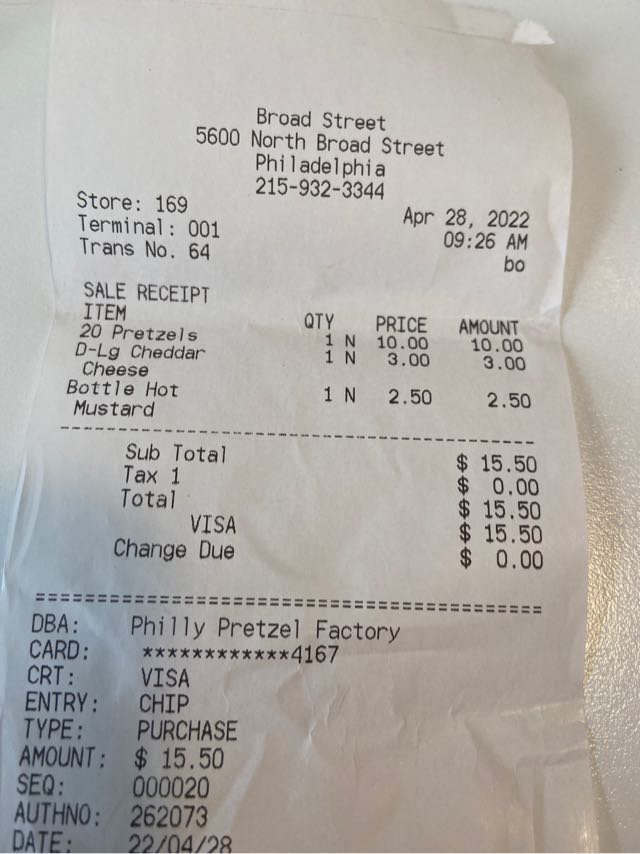 Broad Street
5600 North Broad Street
Philadelphia
215-932-3344
Store: 169
Apr 28, 2022
Terminal: 001
09:26 AM
Trans No. 64
bo
SALE RECEIPT
ITEM QTY PRICE AMOUNT
20 Pretzels 1 N 10.00 10.00
D-Lg Cheddar 1 N 3.00 3.00
Cheese
Bottle Hot 1 N 2.50 2.50
Mustard
Sub Total $ 15.50
Tax 1 $ 0.00
Total $ 15.50
VISA $ 15.50
Change Due $ 0.00
DBA: Philly Pretzel Factory
CARD: ************4167
CRT: VISA
ENTRY: CHIP
TYPE: PURCHASE
AMOUNT: $ 15.50
SEQ: 000020
AUTHNO: 262073
DATE: 22/04/28